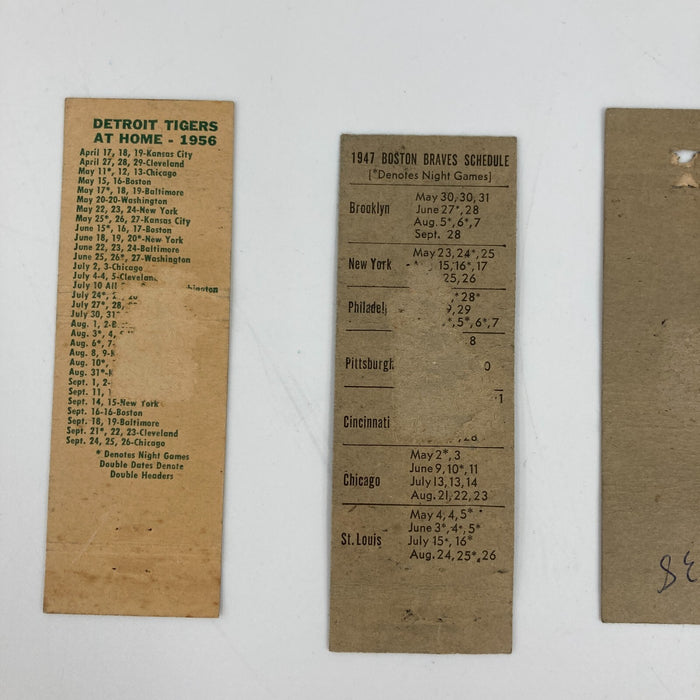 DETROIT TIGERS
AT HOME - 1956
April 17, 18, 19-Kansas City
April 27, 28, 29-Cleveland
May 11*, 12, 13-Chicago
May 15, 16-Boston
May 17*, 18, 19-Baltimore
May 20-20-Washington
May 22, 23, 24-New York
May 25*, 26, 27-Kansas City
June 15*, 16, 17-Boston
June 18, 19, 20*-New York
June 22, 23, 24-Baltimore
June 25, 26*, 27-Washington
July 2, 3-Chicago
July 4-4, 5-Clevelan
July 10 All
July 24*,
July 27*, 28,
July 30, 31
Aug. 1, 2-
Aug. 3*, 4,
Aug. 6*, 7-
Aug. 8, 9-
Aug. 10*,
Aug. 31*-
Sept. 1, 2-
Sept. 11,
Sept. 14, 15-New York
Sept. 16-16-Boston
Sept. 18, 19-Baltimore
Sept. 21*, 22, 23-Cleveland
Sept. 24, 25, 26-Chicago
* Denotes Night Games
Double Dates Denote
Double Headers
1947 BOSTON BRAVES SCHEDULE
[*Denotes Night Games]
Brooklyn May 30, 30, 31
June 27*, 28
Aug. 5*, 6*, 7
Sept. 28
New York May 23, 24*, 25
15, 16*, 17
25, 26
Philadel 28*
9, 29
*, 5*, 6*, 7
8
Pittsburgh
0
1
Cincinnati
28
Chicago May 2*, 3
June 9, 10*, 11
July 13, 13, 14
Aug. 21, 22, 23
St. Louis May 4, 4, 5*
June 3*, 4*, 5*
July 15*, 16*
Aug. 24, 25*, 26
38